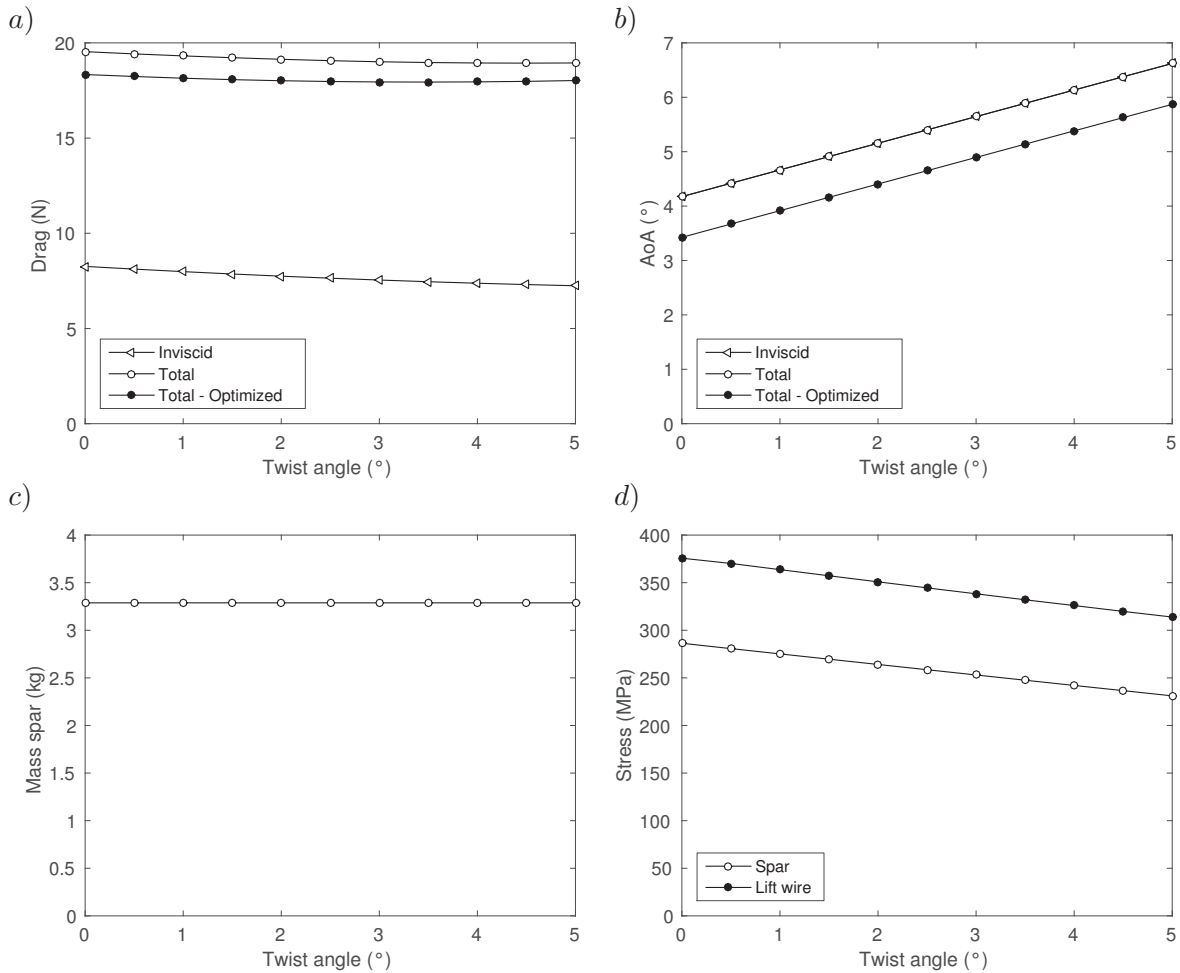 a)
20
15
10
5
0
Drag (N)
Inviscid
Total
Total - Optimized
0 1 2 3 4 5
Twist angle (°)
b)
7
6
5
4
3
2
1
0
AoA (°)
Inviscid
Total
Total - Optimized
0 1 2 3 4 5
Twist angle (°)
c)
4
3.5
3
2.5
2
1.5
1
0.5
0
Mass spar (kg)
0 1 2 3 4 5
Twist angle (°)
d)
400
350
300
250
200
150
100
50
0
Stress (MPa)
Spar
Lift wire
0 1 2 3 4 5
Twist angle (°)